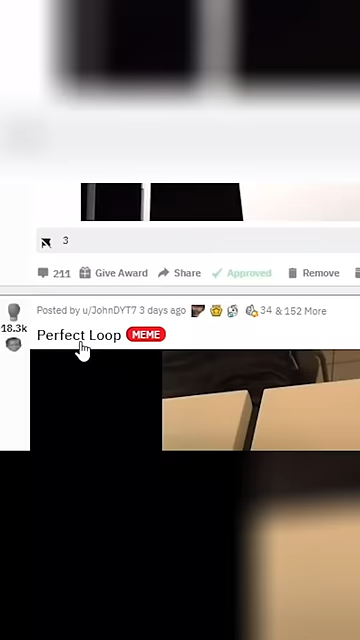 3
211 Give Award Share Approved Remove
Posted by u/JohnDYT7 3 days ago 34 & 152 More
18.3k
Perfect Loop MEME